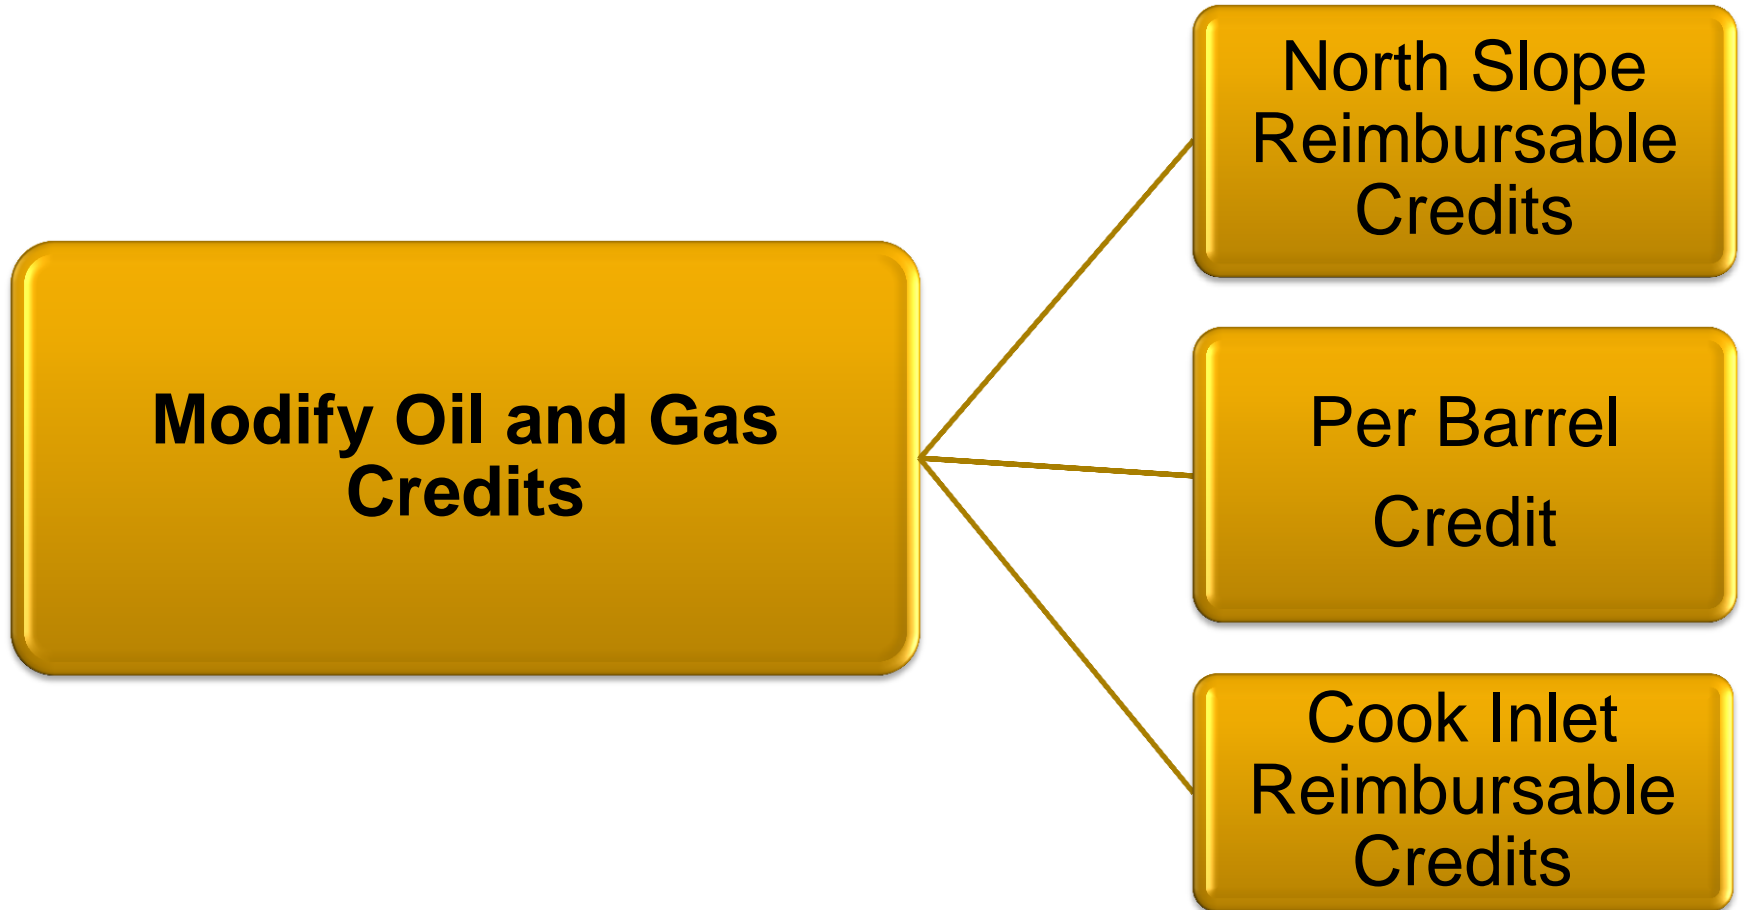 Modify Oil and Gas
Credits
North Slope
Reimbursable
Credits
Per Barrel
Credit
Cook Inlet
Reimbursable
Credits